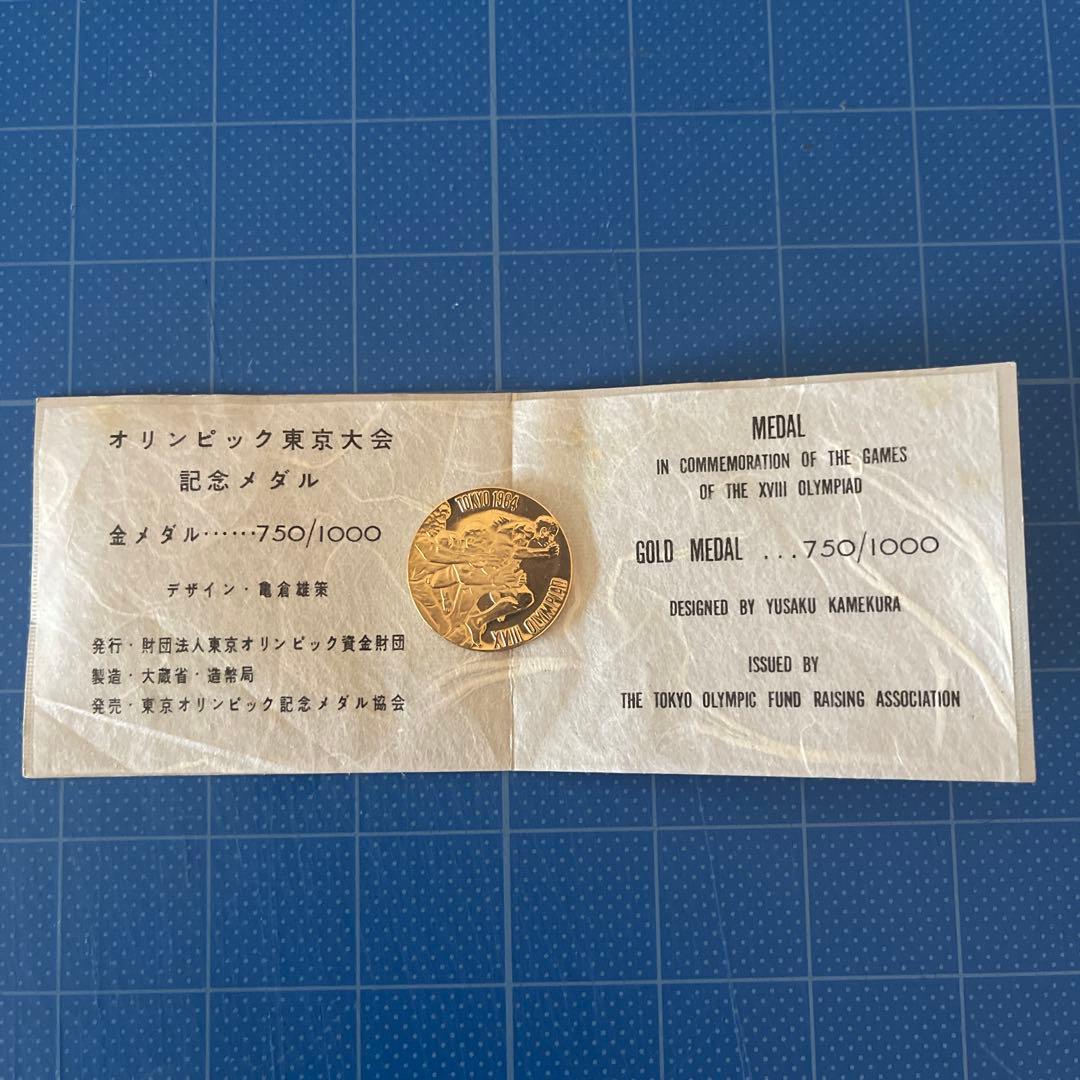 オリンピック東京大会
記念メダル
金メダル……750/1000
デザイン・亀倉雄策
発行・財団法人東京オリンピック資金財団
製造・大蔵省・造幣局
発売・東京オリンピック記念メダル協会
TOKYO 1964
XVIII OLYMPIAD
MEDAL
IN COMMEMORATION OF THE GAMES
OF THE XVIII OLYMPIAD
GOLD MEDAL ...750/1000
DESIGNED BY YUSAKU KAMEKURA
ISSUED BY
THE TOKYO OLYMPIC FUND RAISING ASSOCIATION